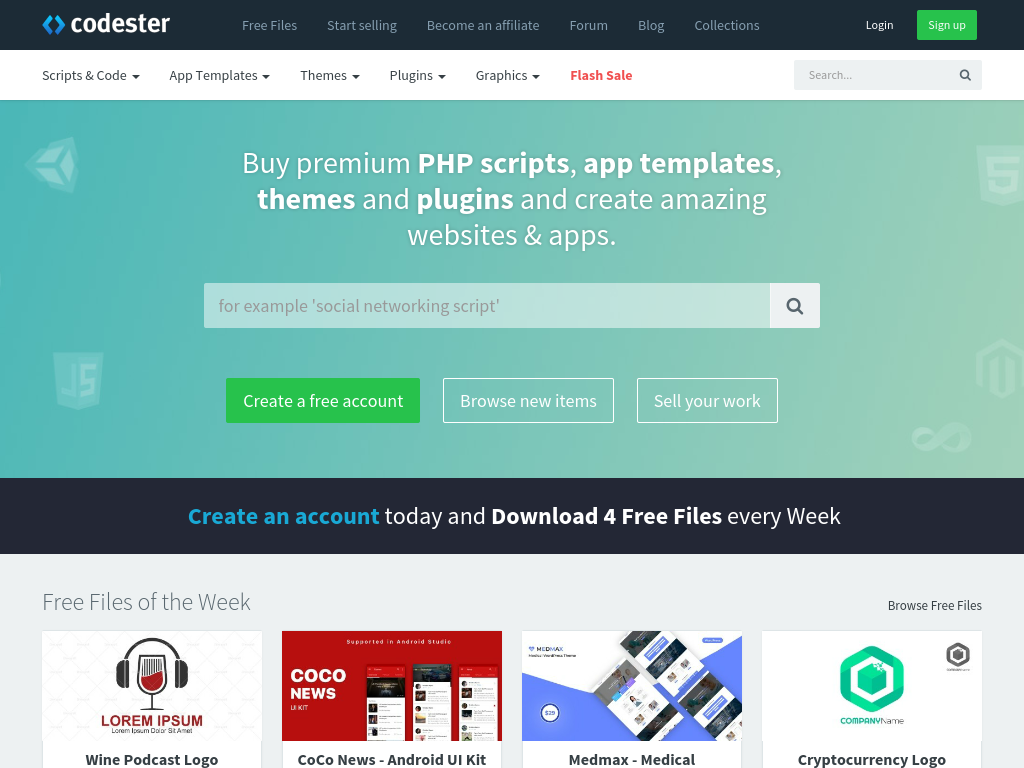 codester
Free Files Start selling Become an affiliate Forum Blog Collections Login Sign up
Scripts & Code App Templates Themes Plugins Graphics Flash Sale Search...
Buy premium PHP scripts, app templates,
themes and plugins and create amazing
websites & apps.
for example 'social networking script'
Create a free account Browse new items Sell your work
Create an account today and Download 4 Free Files every Week
Free Files of the Week
Browse Free Files
LOREM IPSUM
Lorem Ipsum Dolor Sit Amet
Supported in Android Studio
COCO
NEWS
UI KIT
MEDMAX
Medical WordPress Theme
$39
COMPANYName
Wine Podcast Logo
CoCo News - Android UI Kit
Medmax - Medical
Cryptocurrency Logo